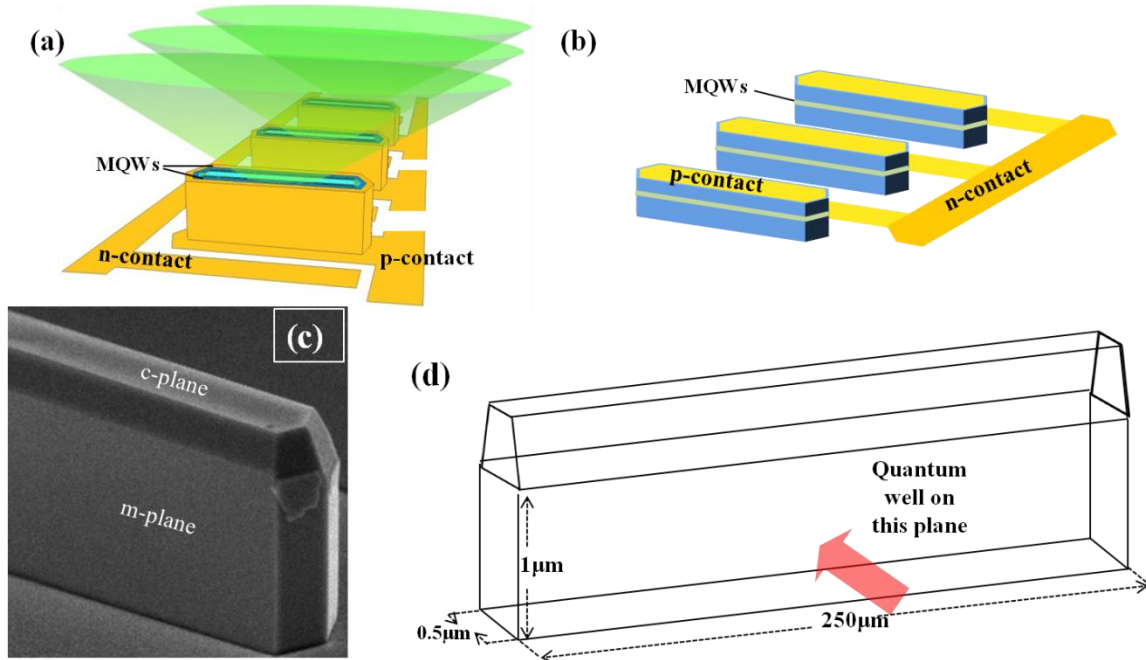 (a)
MQWs
n-contact
p-contact
(b)
MQWs
p-contact
n-contact
(c)
c-plane
m-plane
(d)
Quantum
well on
this plane
1μm
0.5μm
250μm